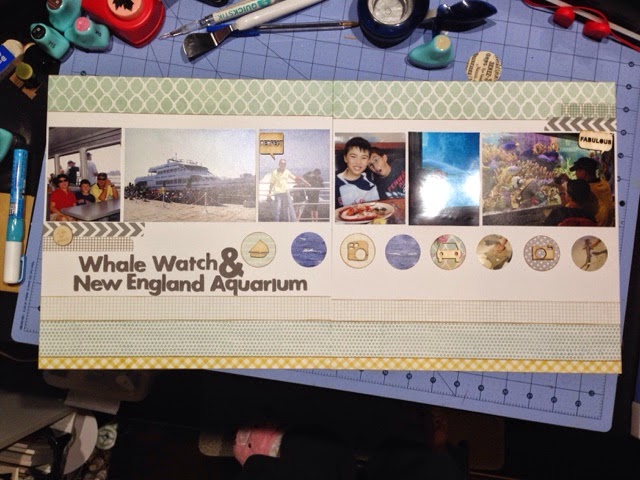 FABULOUS
Whale Watch &
New England Aquarium